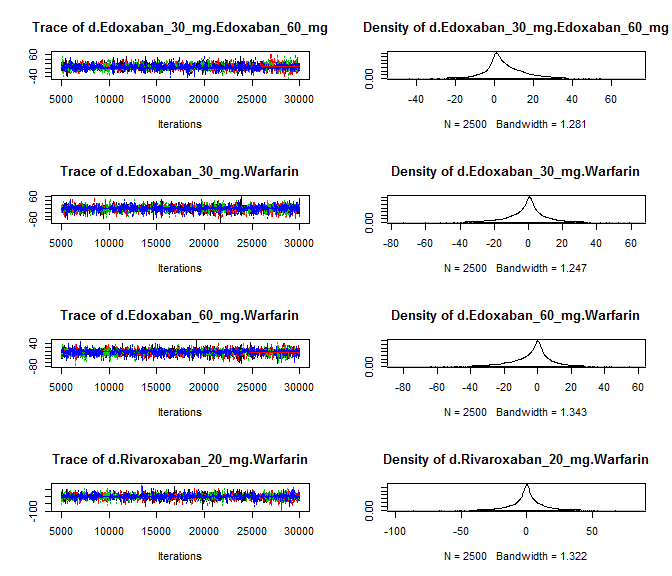 Trace of d.Edoxaban_30_mg.Edoxaban_60_mg
60
-40
5000 10000 15000 20000 25000 30000
Iterations
Density of d.Edoxaban_30_mg.Edoxaban_60_mg
0.00
-40 -20 0 20 40 60
N = 2500 Bandwidth = 1.281
Trace of d.Edoxaban_30_mg.Warfarin
60
-60
5000 10000 15000 20000 25000 30000
Iterations
Density of d.Edoxaban_30_mg.Warfarin
0.00
-80 -60 -40 -20 0 20 40 60
N = 2500 Bandwidth = 1.247
Trace of d.Edoxaban_60_mg.Warfarin
40
-80
5000 10000 15000 20000 25000 30000
Iterations
Density of d.Edoxaban_60_mg.Warfarin
0.00
-80 -60 -40 -20 0 20 40 60
N = 2500 Bandwidth = 1.343
Trace of d.Rivaroxaban_20_mg.Warfarin
-100
5000 10000 15000 20000 25000 30000
Iterations
Density of d.Rivaroxaban_20_mg.Warfarin
0.00
-100 -50 0 50
N = 2500 Bandwidth = 1.322